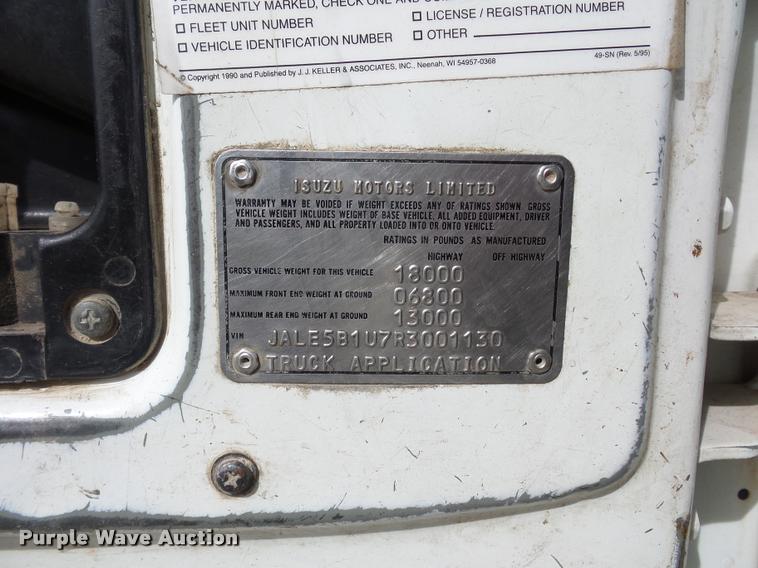 PERMANENTLY MARKED, CHECK ONE AND
☐ FLEET UNIT NUMBER ☐ LICENSE / REGISTRATION NUMBER
☐ VEHICLE IDENTIFICATION NUMBER ☐ OTHER
© Copyright 1990 and Published by J. J. KELLER & ASSOCIATES, INC., Neenah, WI 54957-0368
49-SN (Rev. 5/95)
ISUZU MOTORS LIMITED
WARRANTY MAY BE VOIDED IF WEIGHT EXCEEDS ANY OF RATINGS SHOWN. GROSS
VEHICLE WEIGHT INCLUDES WEIGHT OF BASE VEHICLE, ALL ADDED EQUIPMENT, DRIVER
AND PASSENGERS, AND ALL PROPERTY LOADED INTO OR ONTO VEHICLE.
RATINGS IN POUNDS AS MANUFACTURED
HIGHWAY OFF HIGHWAY
GROSS VEHICLE WEIGHT FOR THIS VEHICLE 18000
MAXIMUM FRONT END WEIGHT AT GROUND 06800
MAXIMUM REAR END WEIGHT AT GROUND 13000
VIN JALE5B1U7R3001130
TRUCK APPLICATION
Purple Wave Auction